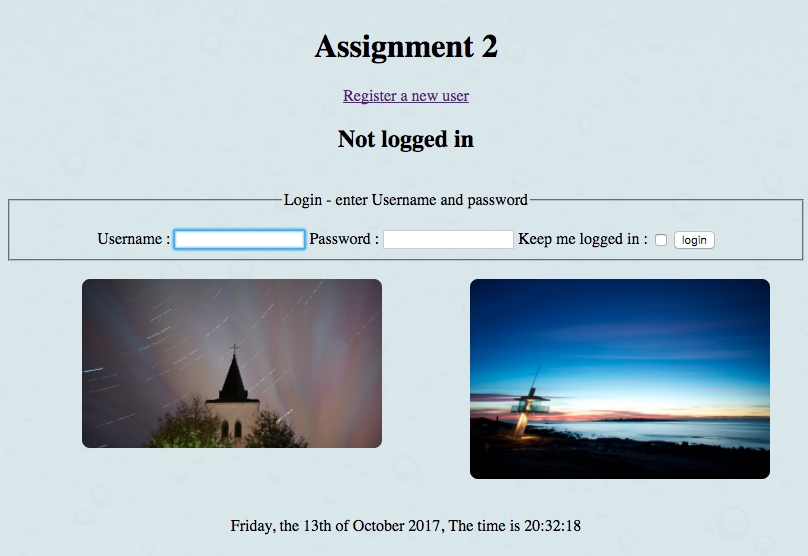 Assignment 2
Register a new user
Not logged in
Login - enter Username and password
Username : Password : Keep me logged in : login
Friday, the 13th of October 2017, The time is 20:32:18